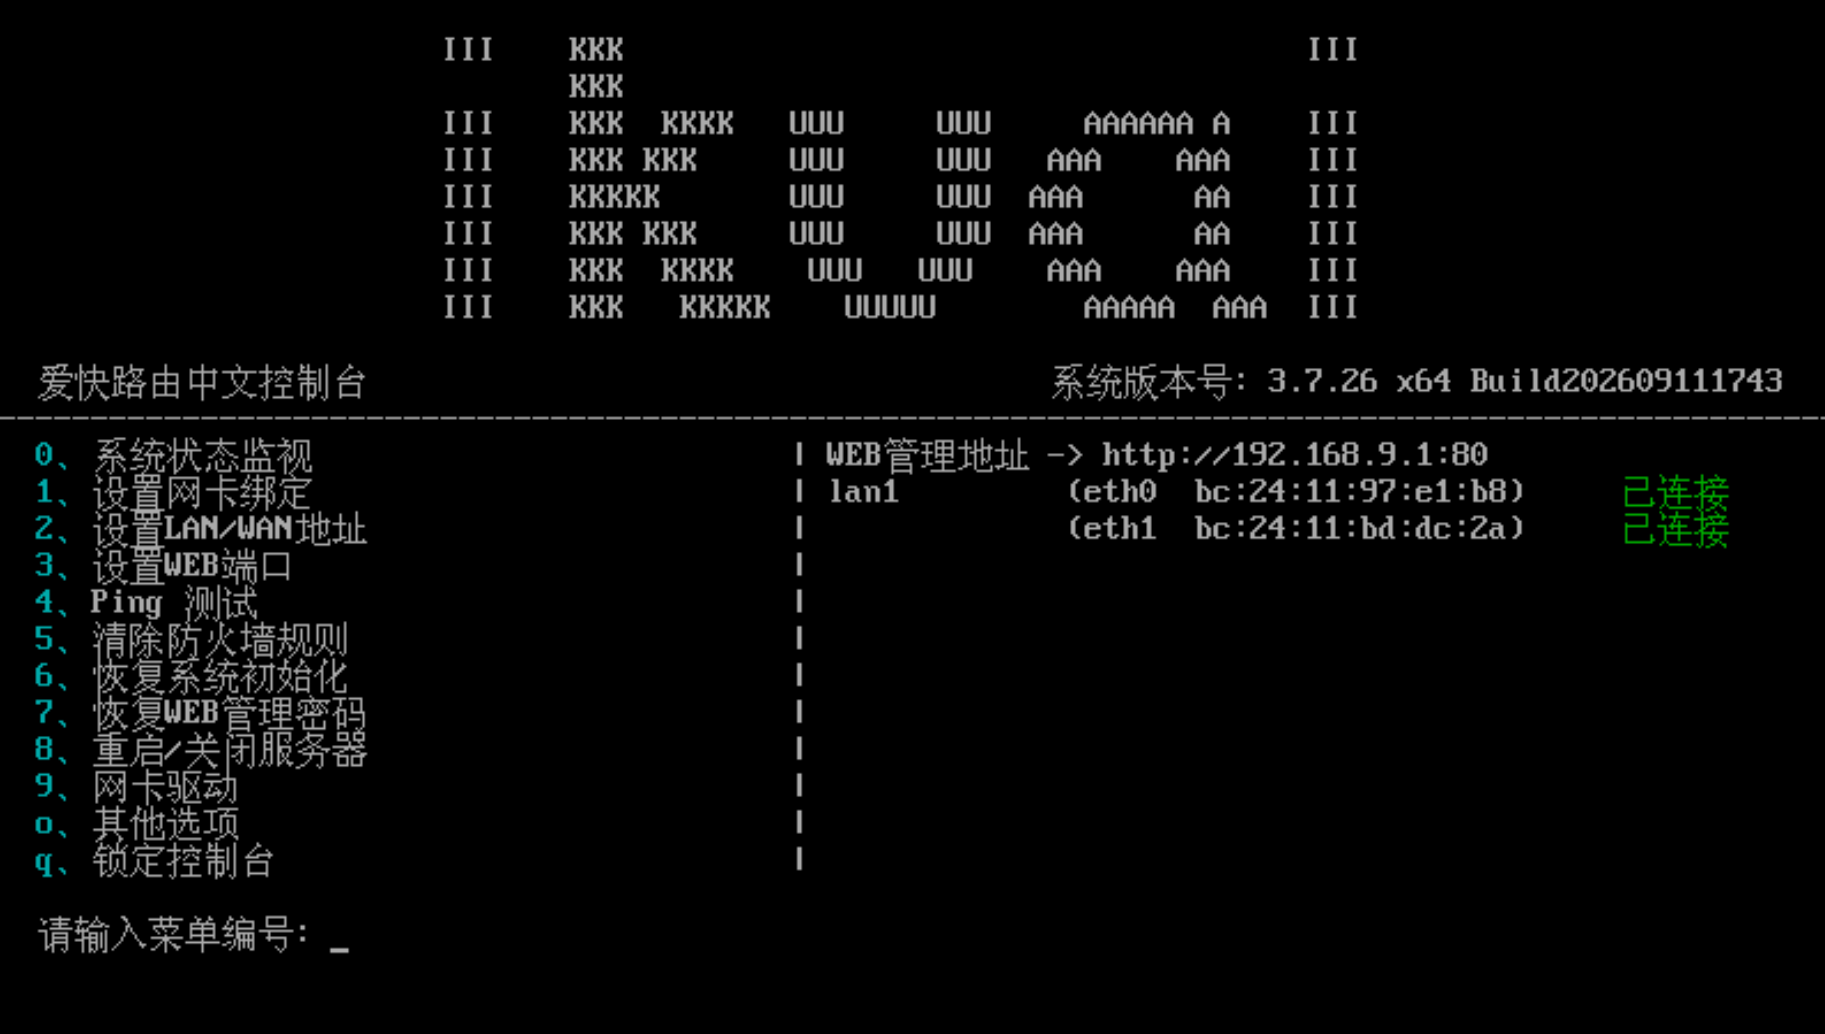 III    KKK                                     III
       KKK
III    KKK  KKKK   UUU     UUU     AAAAAA A    III
III    KKK KKK     UUU     UUU   AAA    AAA    III
III    KKKKK       UUU     UUU  AAA      AA    III
III    KKK KKK     UUU     UUU  AAA      AA    III
III    KKK  KKKK    UUU   UUU    AAA    AAA    III
III    KKK   KKKKK    UUUUU        AAAAA  AAA  III
爱快路由中文控制台 系统版本号: 3.7.26 x64 Build202609111743
0、系统状态监视 | WEB管理地址 -> http://192.168.9.1:80
1、设置网卡绑定 | lan1 (eth0 bc:24:11:97:e1:b8) 已连接
2、设置LAN/WAN地址 | (eth1 bc:24:11:bd:dc:2a) 已连接
3、设置WEB端口 |
4、Ping 测试 |
5、清除防火墙规则 |
6、恢复系统初始化 |
7、恢复WEB管理密码 |
8、重启/关闭服务器 |
9、网卡驱动 |
o、其他选项 |
q、锁定控制台 |
请输入菜单编号: _